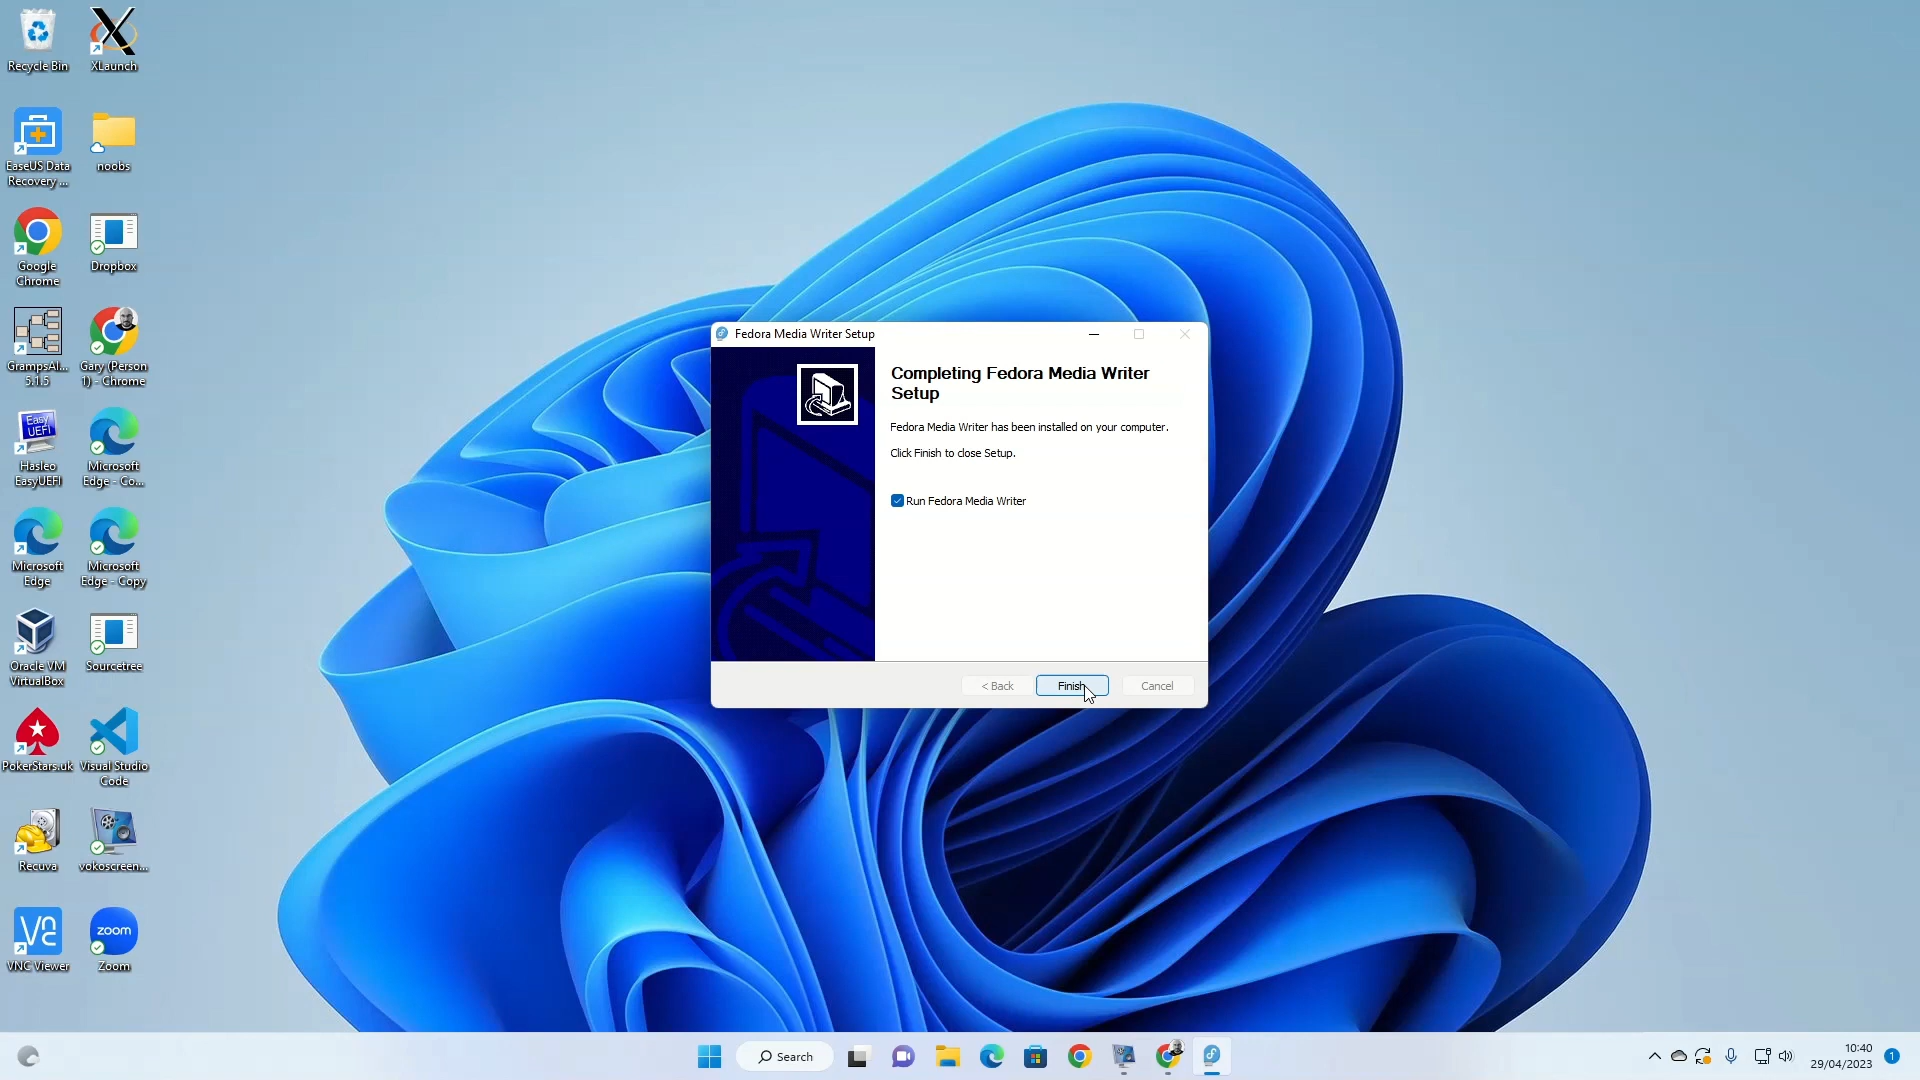 Recycle Bin
XLaunch
EaseUS Data
Recovery ...
noobs
Google
Chrome
Dropbox
GrampsAI...
5.1.5
Gary (Person
1) - Chrome
Easy
UEFI
Hasleo
EasyUEFI
Microsoft
Edge - Co...
Microsoft
Edge
Microsoft
Edge - Copy
Oracle VM
VirtualBox
Sourcetree
PokerStars.uk
Visual Studio
Code
Recuva
vokoscreen...
VNC Viewer
zoom
Zoom
Fedora Media Writer Setup
Completing Fedora Media Writer
Setup
Fedora Media Writer has been installed on your computer.
Click Finish to close Setup.
Run Fedora Media Writer
< Back
Finish
Cancel
Search
10:40
29/04/2023
1